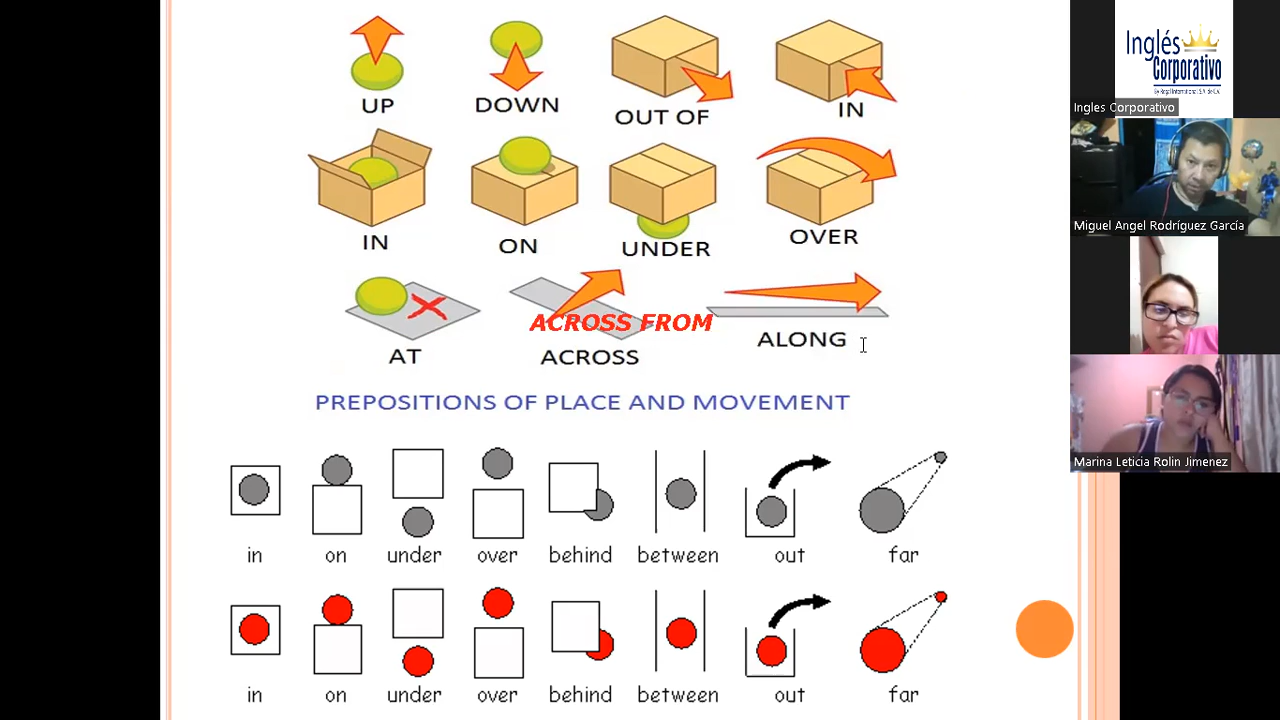 UP DOWN OUT OF IN
IN ON UNDER OVER
ACROSS FROM
AT ACROSS ALONG
PREPOSITIONS OF PLACE AND MOVEMENT
in on under over behind between out far
in on under over behind between out far
Inglés
Corporativo
Ingles Corporativo
Miguel Angel Rodríguez García
Marina Leticia Rolin Jimenez